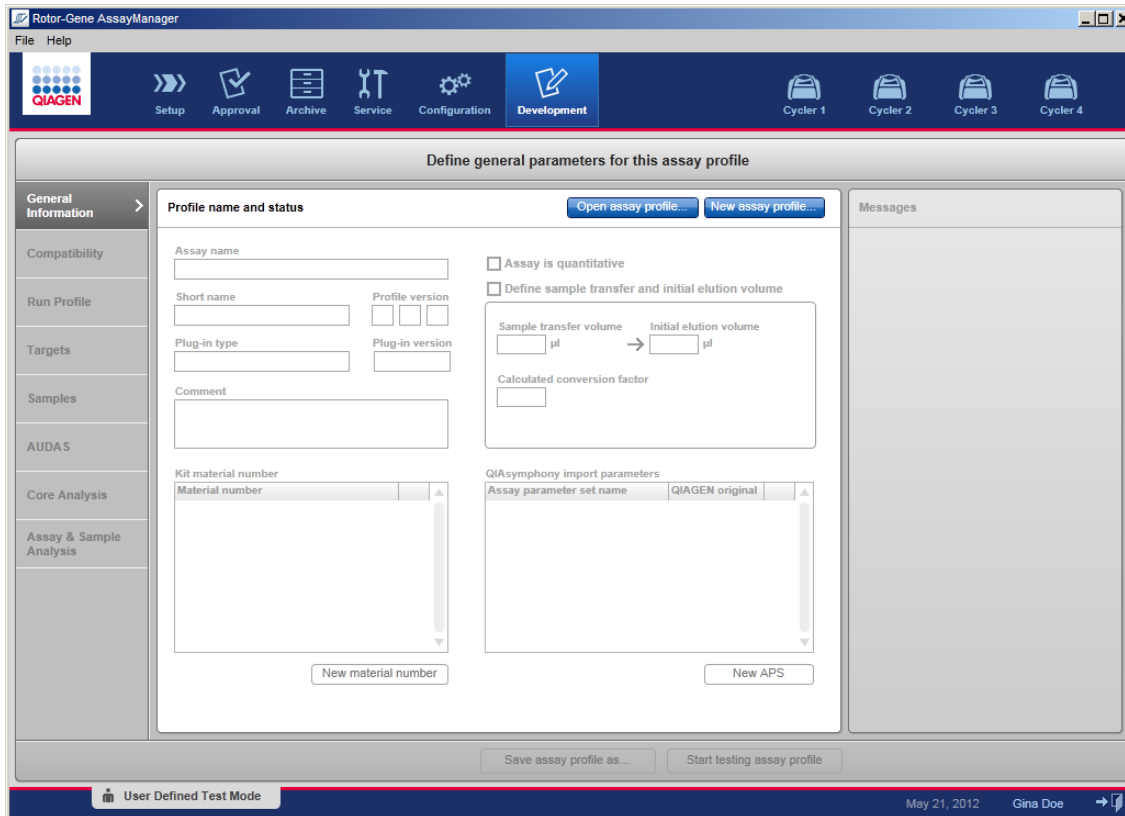 Rotor-Gene AssayManager
File Help
QIAGEN
Setup Approval Archive Service Configuration Development Cycler 1 Cycler 2 Cycler 3 Cycler 4
Define general parameters for this assay profile
General
Information
Compatibility
Run Profile
Targets
Samples
AUDAS
Core Analysis
Assay & Sample
Analysis
Profile name and status Open assay profile... New assay profile...
Assay name
Short name Profile version
Plug-in type Plug-in version
Comment
Assay is quantitative
Define sample transfer and initial elution volume
Sample transfer volume Initial elution volume
µl µl
Calculated conversion factor
Kit material number
Material number
New material number
QIAsymphony import parameters
Assay parameter set name QIAGEN original
New APS
Messages
Save assay profile as... Start testing assay profile
User Defined Test Mode
May 21, 2012 Gina Doe